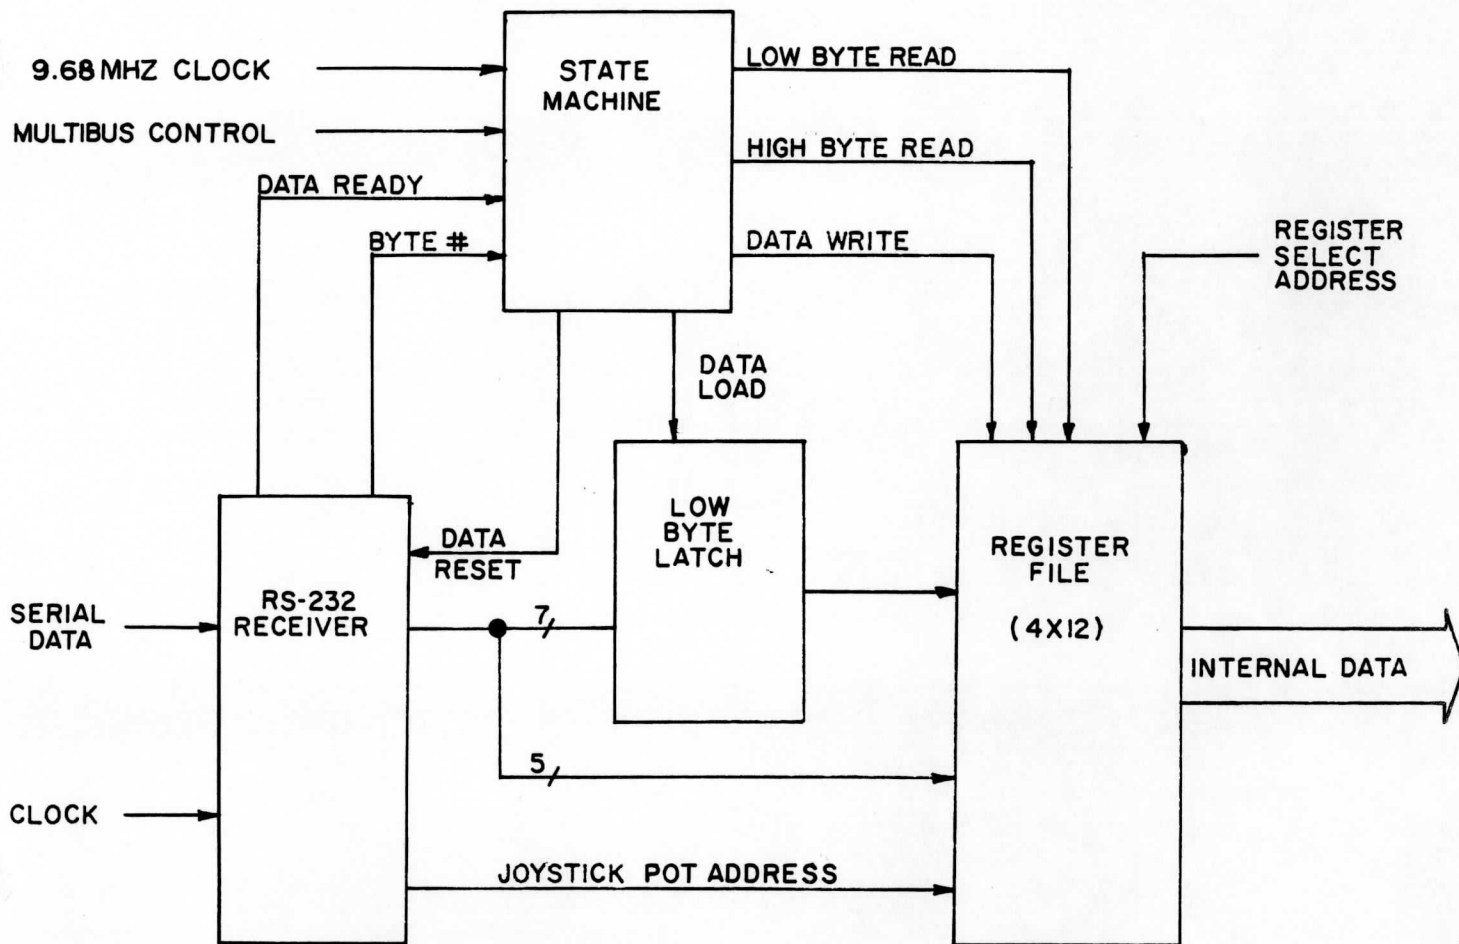 9.68 MHZ CLOCK
MULTIBUS CONTROL
DATA READY
BYTE #
STATE
MACHINE
LOW BYTE READ
HIGH BYTE READ
DATA WRITE
REGISTER
SELECT
ADDRESS
DATA
LOAD
DATA
RESET
LOW
BYTE
LATCH
REGISTER
FILE
(4X12)
SERIAL
DATA
RS-232
RECEIVER
7
5
INTERNAL DATA
CLOCK
JOYSTICK POT ADDRESS